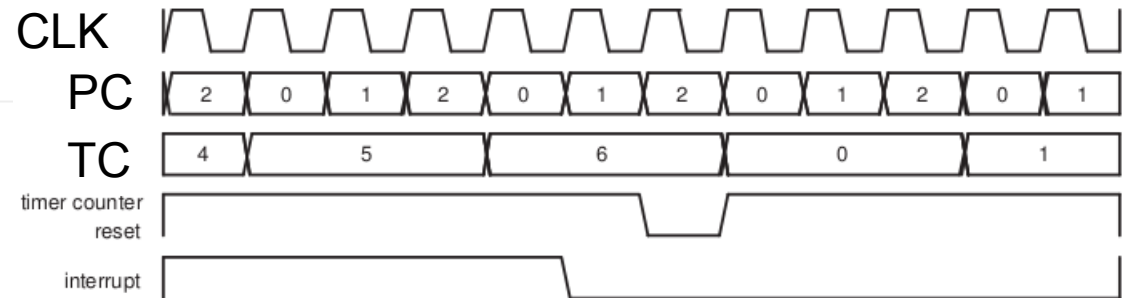 CLK
PC 2 0 1 2 0 1 2 0 1 2 0 1
TC 4 5 6 0 1
timer counter
reset
interrupt